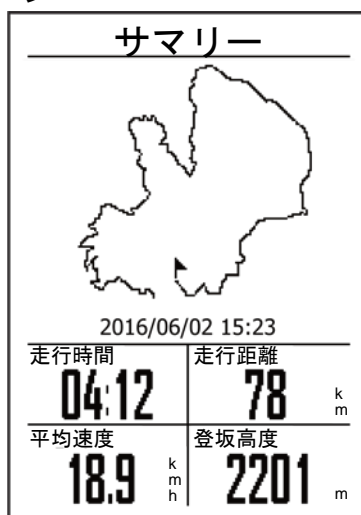 サマリー
2016/06/02 15:23
走行時間
04:12
走行距離
78 km
平均速度
18.9 kmh
登坂高度
2201 m